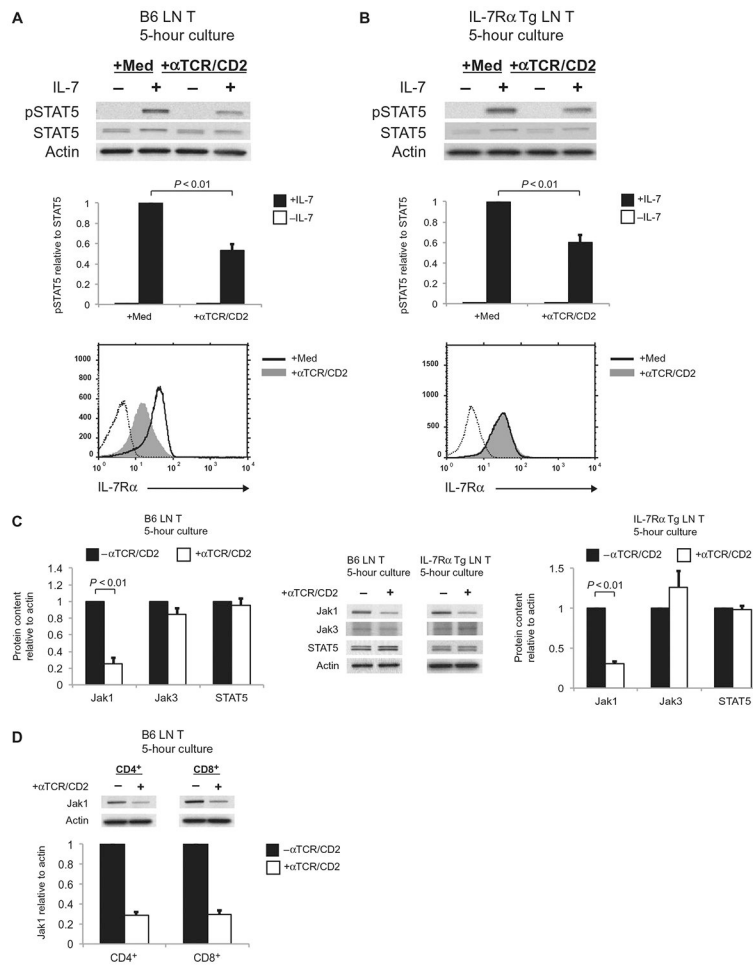 A
B6 LN T
5-hour culture
+Med +αTCR/CD2
IL-7 – + – +
pSTAT5
STAT5
Actin
pSTAT5 relative to STAT5
1
0.8
0.6
0.4
0.2
0
P < 0.01
+IL-7
–IL-7
+Med +αTCR/CD2
1000
800
600
400
200
0
10⁰ 10¹ 10² 10³ 10⁴
+Med
+αTCR/CD2
IL-7Rα
B
IL-7Rα Tg LN T
5-hour culture
+Med +αTCR/CD2
IL-7 – + – +
pSTAT5
STAT5
Actin
pSTAT5 relative to STAT5
1
0.8
0.6
0.4
0.2
0
P < 0.01
+IL-7
–IL-7
+Med +αTCR/CD2
1500
1000
500
0
10⁰ 10¹ 10² 10³ 10⁴
+Med
+αTCR/CD2
IL-7Rα
C
B6 LN T
5-hour culture
–αTCR/CD2 +αTCR/CD2
Protein content
relative to actin
1.4
1.2
1
0.8
0.6
0.4
0.2
0
P < 0.01
Jak1 Jak3 STAT5
B6 LN T IL-7Rα Tg LN T
5-hour culture 5-hour culture
+αTCR/CD2 – + – +
Jak1
Jak3
STAT5
Actin
IL-7Rα Tg LN T
5-hour culture
–αTCR/CD2 +αTCR/CD2
Protein content
relative to actin
1.5
1
0.5
0
P < 0.01
Jak1 Jak3 STAT5
D
B6 LN T
5-hour culture
CD4⁺ CD8⁺
+αTCR/CD2 – + – +
Jak1
Actin
Jak1 relative to actin
1
0.8
0.6
0.4
0.2
0
–αTCR/CD2
+αTCR/CD2
CD4⁺ CD8⁺